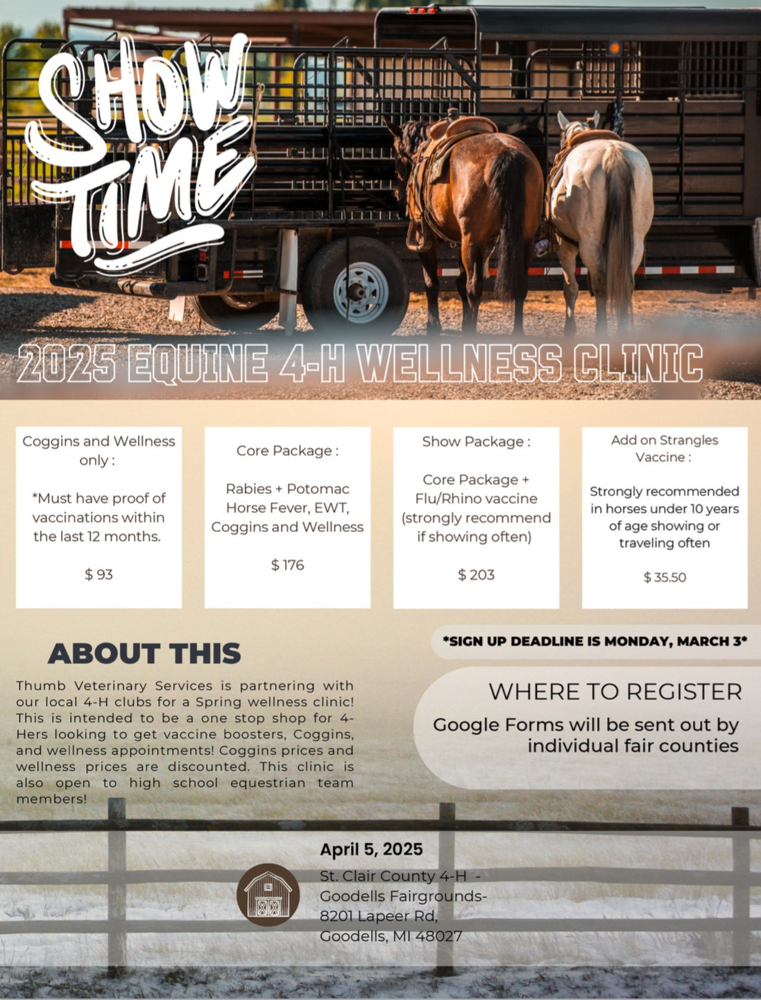 SHOW
TIME
2025 EQUINE 4-H WELLNESS CLINIC
Coggins and Wellness
only :
*Must have proof of
vaccinations within
the last 12 months.
$ 93
Core Package :
Rabies + Potomac
Horse Fever, EWT,
Coggins and Wellness
$ 176
Show Package :
Core Package +
Flu/Rhino vaccine
(strongly recommend
if showing often)
$ 203
Add on Strangles
Vaccine :
Strongly recommended
in horses under 10 years
of age showing or
traveling often
$ 35.50
ABOUT THIS
Thumb Veterinary Services is partnering with
our local 4-H clubs for a Spring wellness clinic!
This is intended to be a one stop shop for 4-
Hers looking to get vaccine boosters, Coggins,
and wellness appointments! Coggins prices and
wellness prices are discounted. This clinic is
also open to high school equestrian team
members!
*SIGN UP DEADLINE IS MONDAY, MARCH 3*
WHERE TO REGISTER
Google Forms will be sent out by
individual fair counties
April 5, 2025
St. Clair County 4-H -
Goodells Fairgrounds-
8201 Lapeer Rd,
Goodells, MI 48027